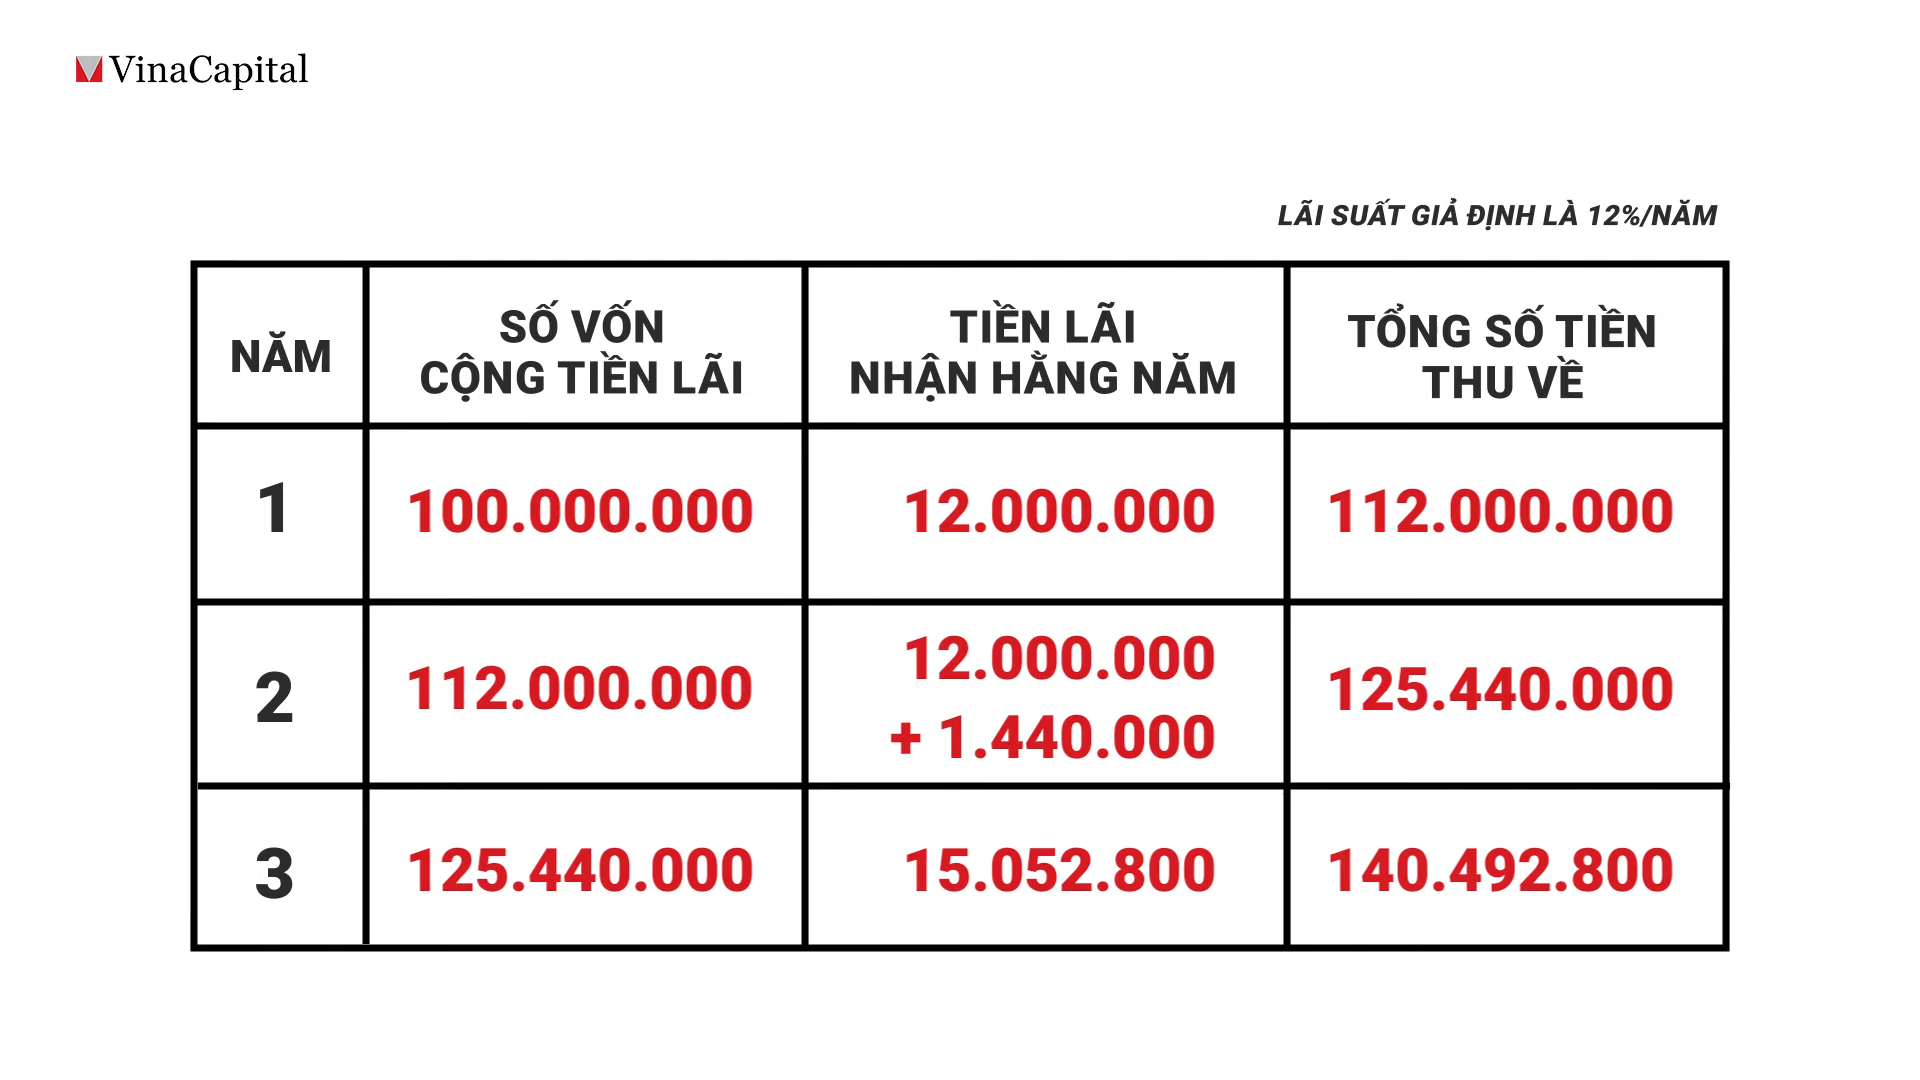 VinaCapital
LÃI SUẤT GIẢ ĐỊNH LÀ 12%/NĂM
NĂM
SỐ VỐN
CỘNG TIỀN LÃI
TIỀN LÃI
NHẬN HẰNG NĂM
TỔNG SỐ TIỀN
THU VỀ
1
100.000.000
12.000.000
112.000.000
2
112.000.000
12.000.000
+ 1.440.000
125.440.000
3
125.440.000
15.052.800
140.492.800